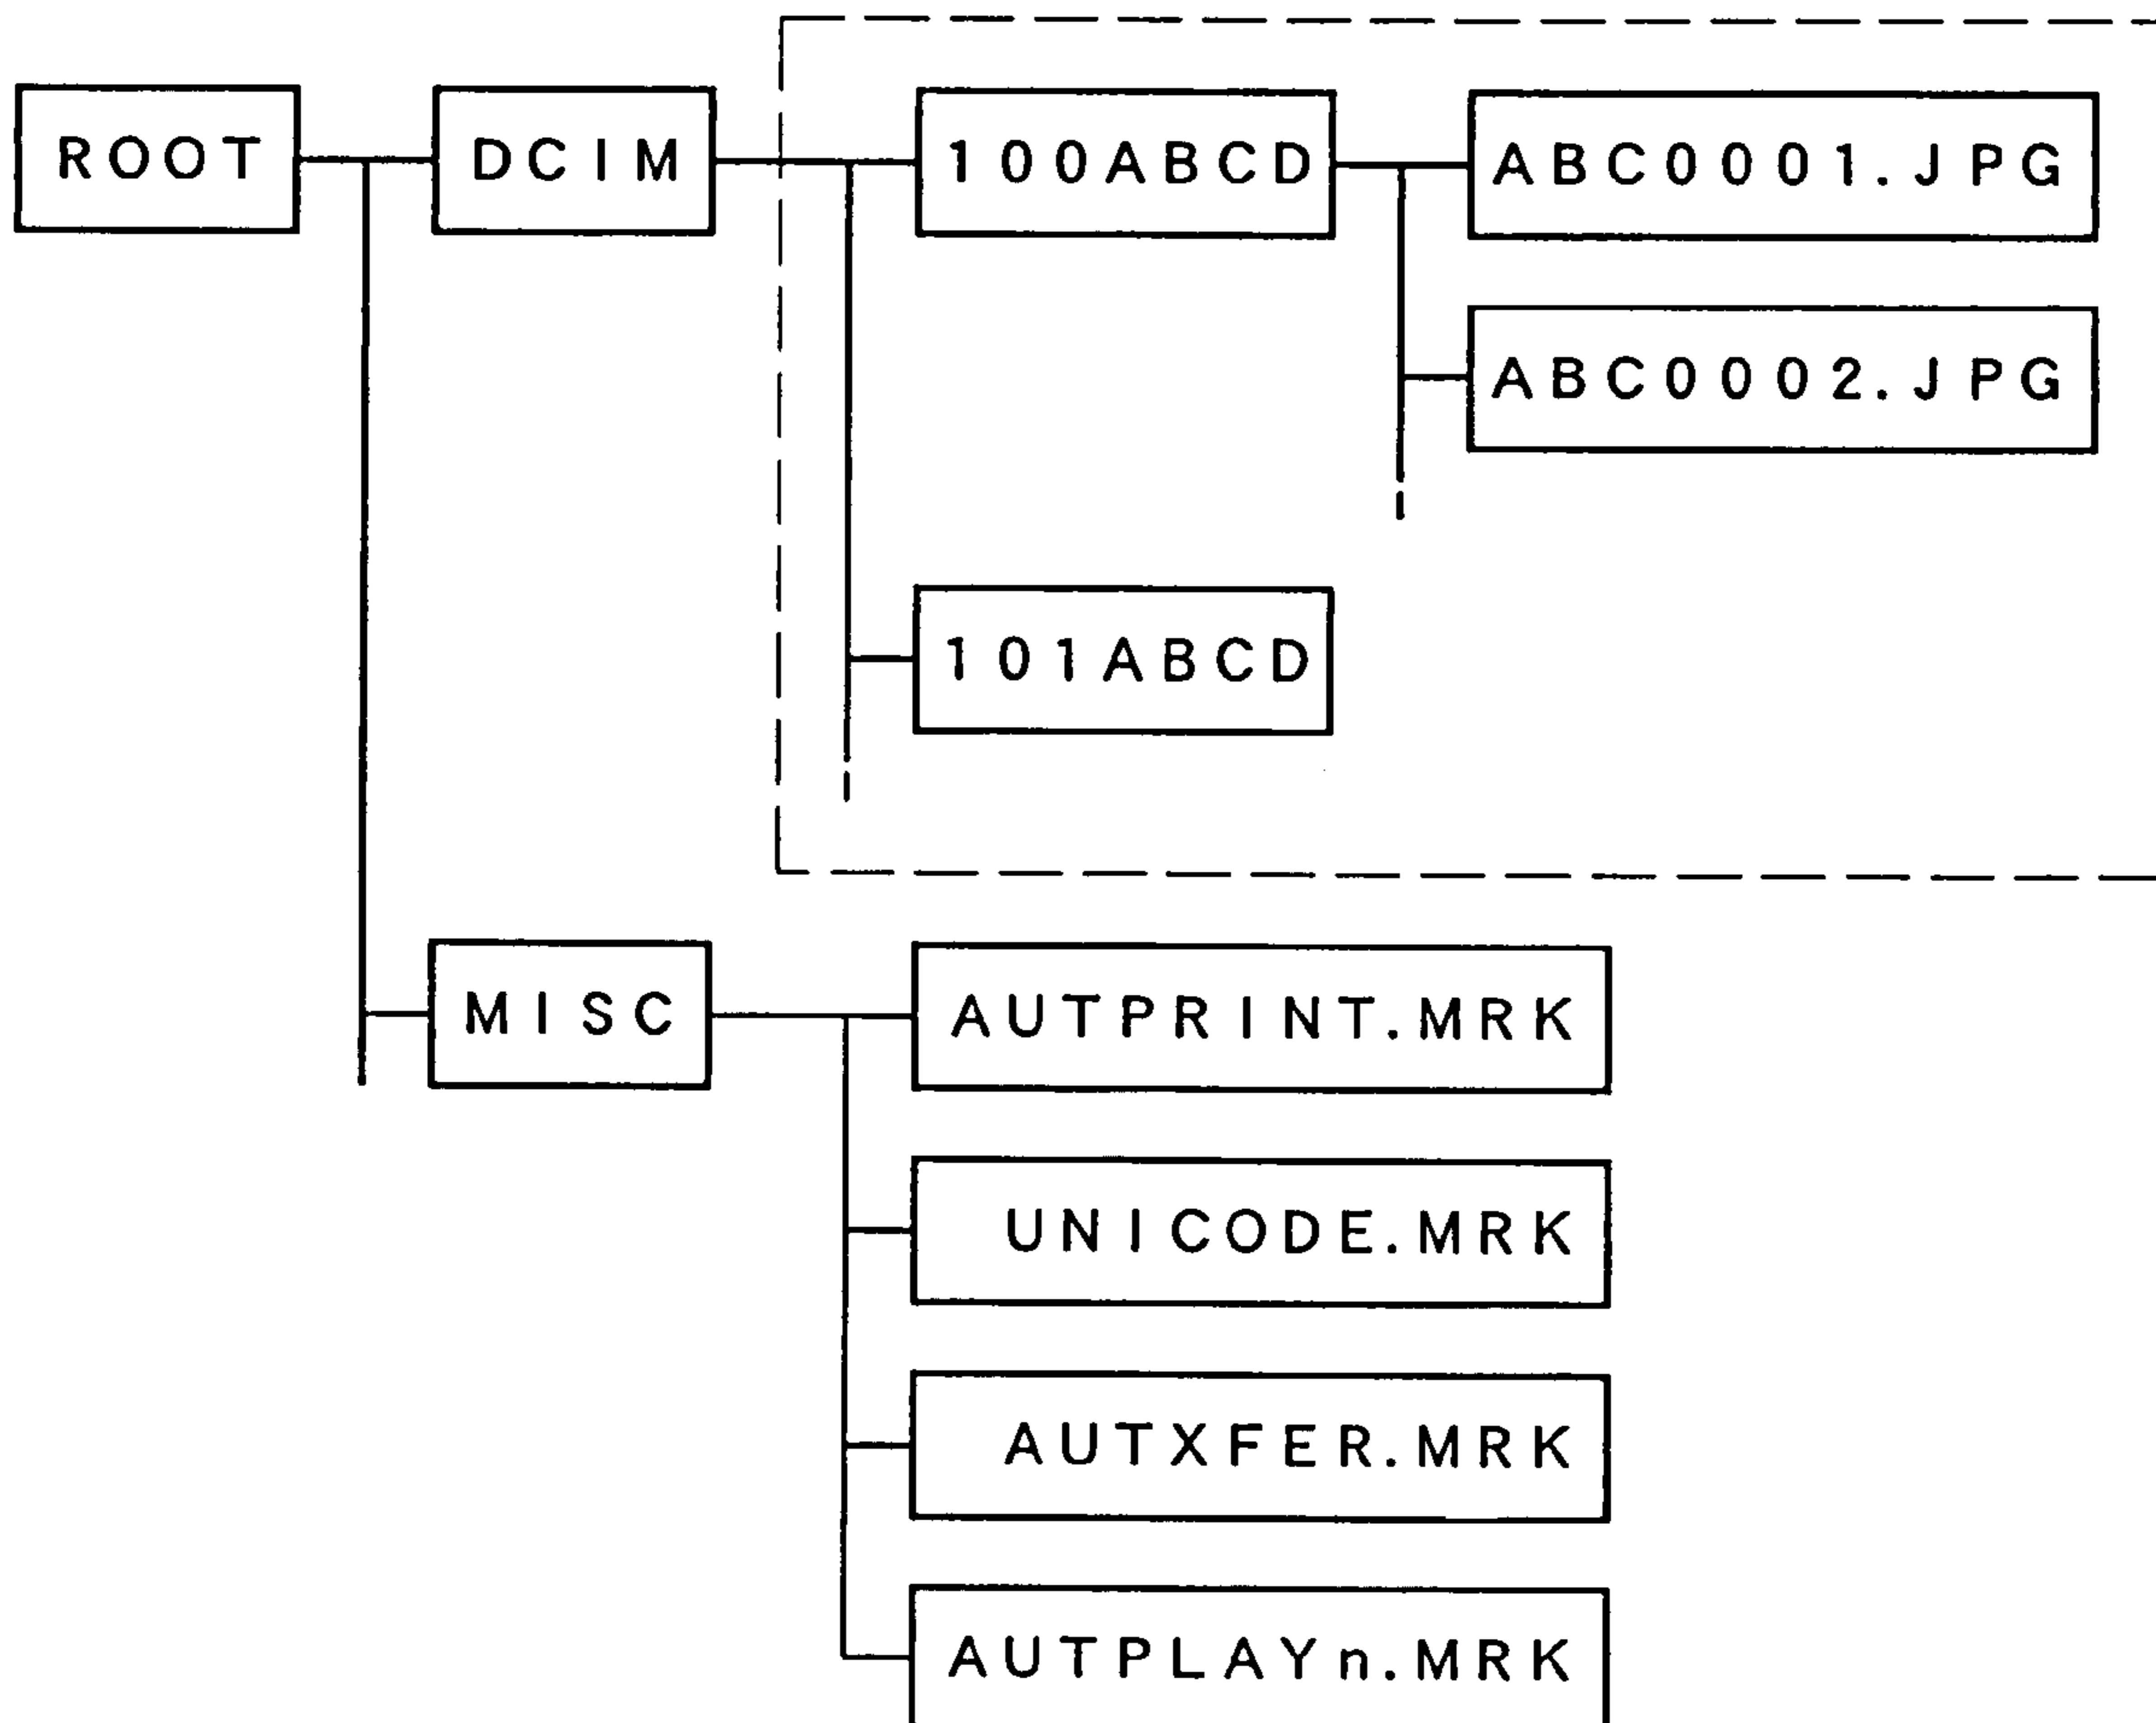 ROOT DCIM 100ABCD ABC0001.JPG
ABC0002.JPG
101ABCD
MISC AUTPRINT.MRK
UNICODE.MRK
AUTXFER.MRK
AUTPLAYn.MRK